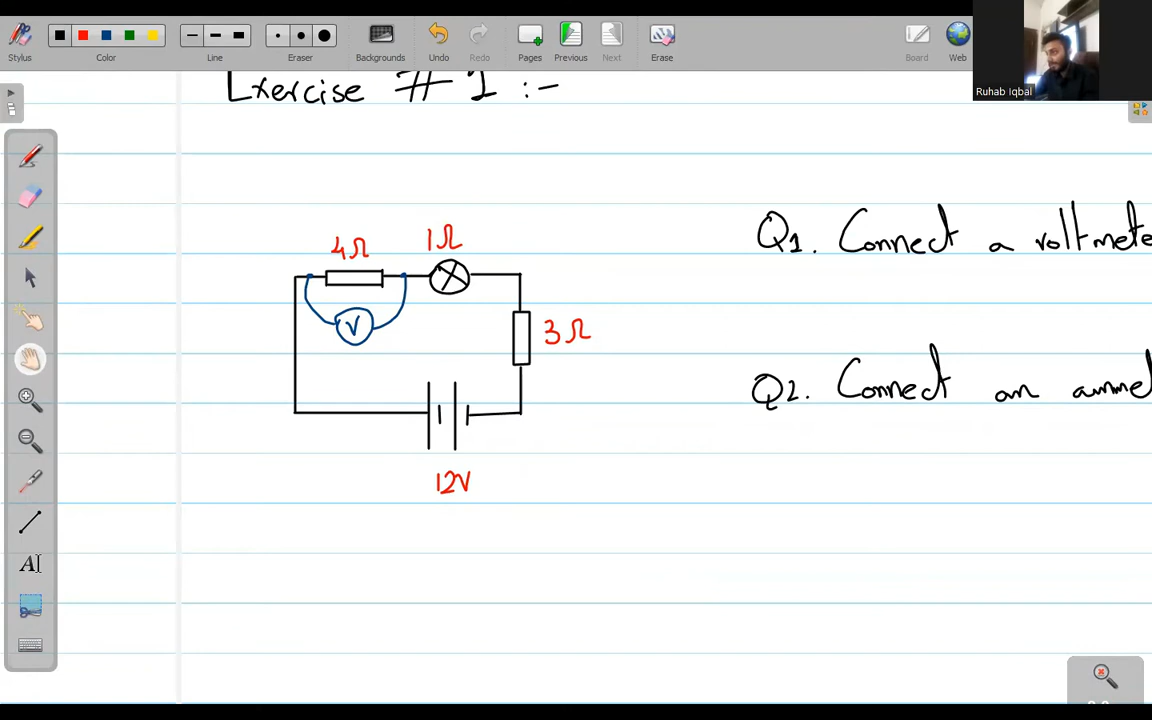 Stylus
Color
Line
Eraser
Backgrounds
Undo
Redo
Pages
Previous
Next
Erase
Board
Web
Ruhab Iqbal
Exercise # 1 :-
4Ω
1Ω
V
3Ω
12V
Q1. Connect a voltmete
Q2. Connect an amme
A